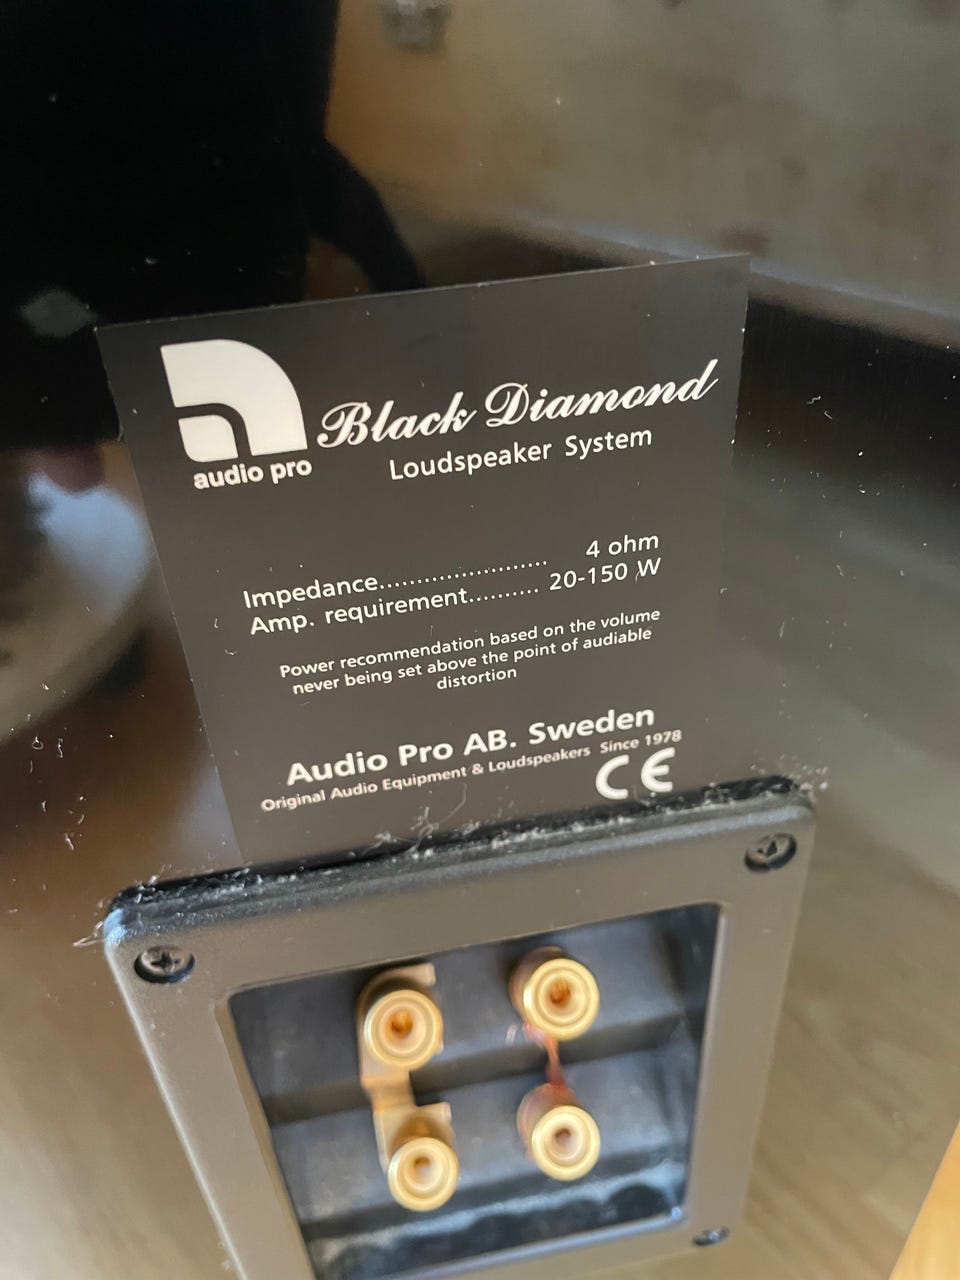 audio pro
Black Diamond
Loudspeaker System
Impedance...................... 4 ohm
Amp. requirement.......... 20-150 W
Power recommendation based on the volume
never being set above the point of audiable
distortion
Audio Pro AB. Sweden
Original Audio Equipment & Loudspeakers Since 1978
CE